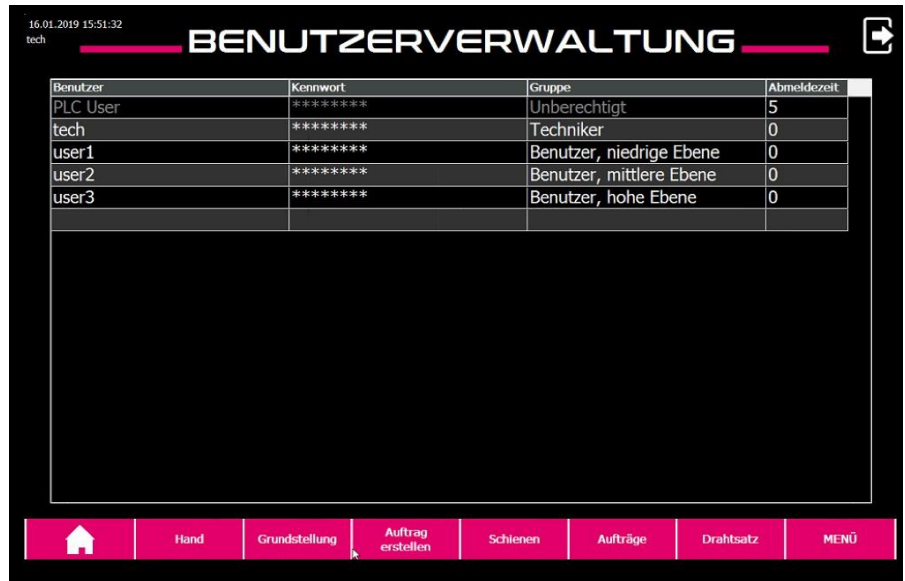 16.01.2019 15:51:32
tech
BENUTZERVERWALTUNG
Benutzer Kennwort Gruppe Abmeldezeit
PLC User ******** Unberechtigt 5
tech ******** Techniker 0
user1 ******** Benutzer, niedrige Ebene 0
user2 ******** Benutzer, mittlere Ebene 0
user3 ******** Benutzer, hohe Ebene 0
Hand Grundstellung Auftrag erstellen Schienen Aufträge Drahtsatz MENÜ